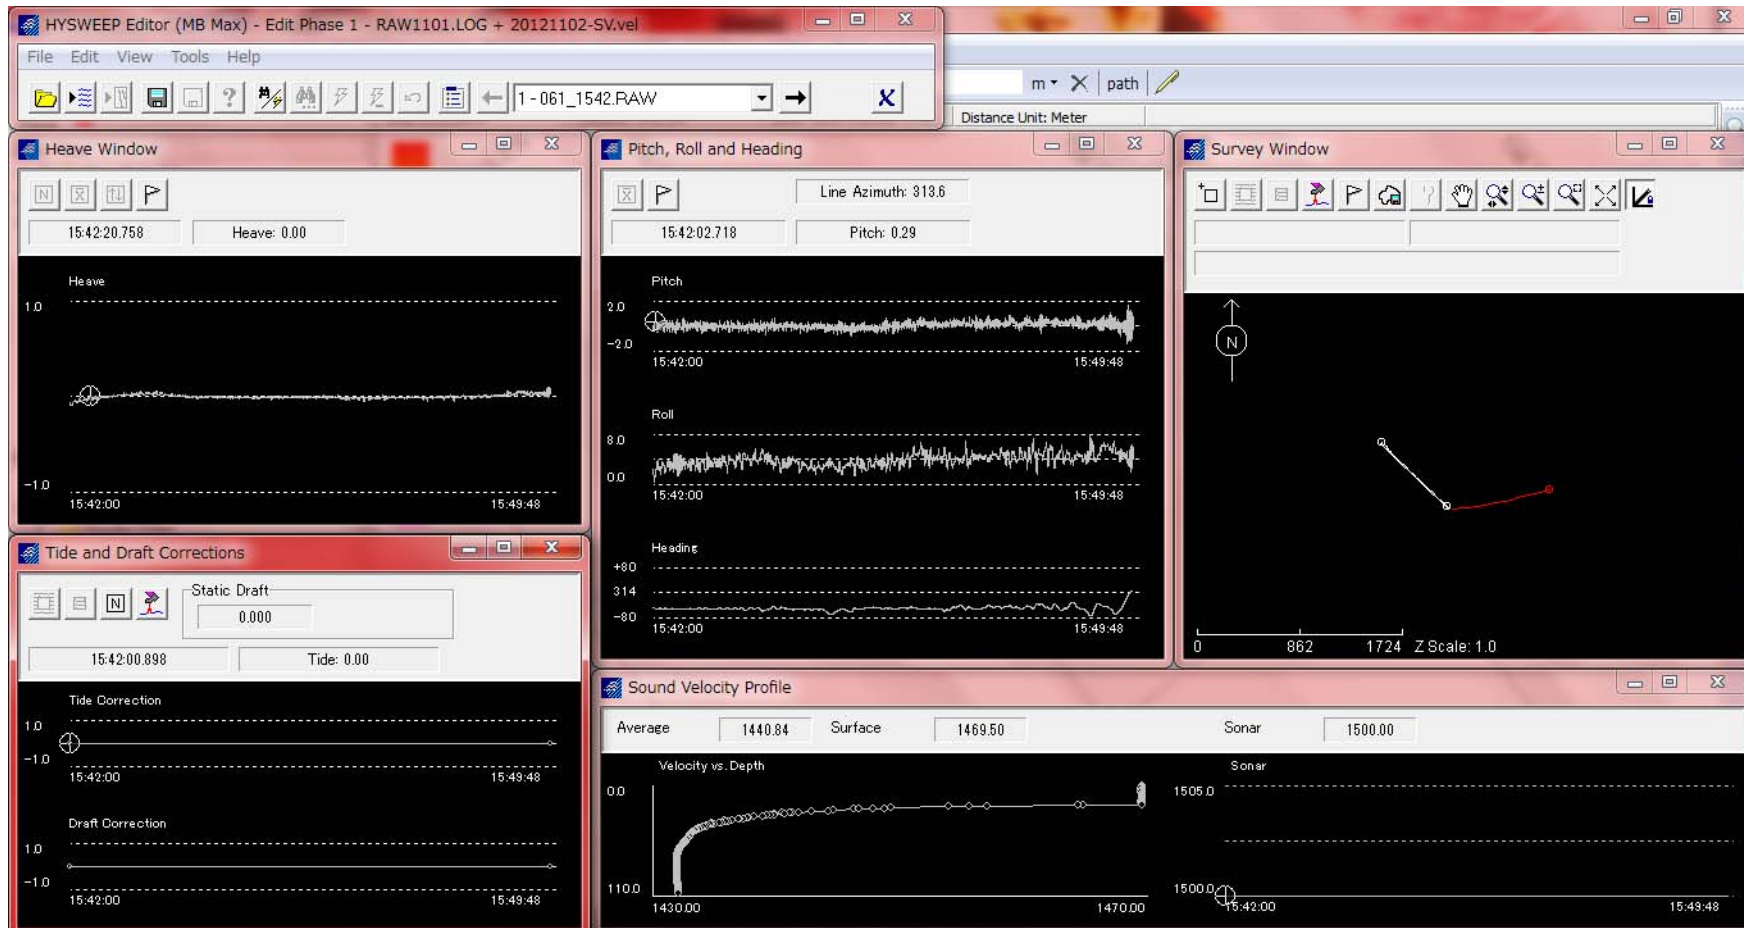 HYSWEEP Editor (MB Max) - Edit Phase 1 - RAW1101.LOG + 20121102-SV.vel
File Edit View Tools Help
1 - 061_1542.RAW
m path
Distance Unit: Meter
Heave Window
15:42:20.758 Heave: 0.00
Heave
1.0
-1.0
15:42:00 15:49:48
Pitch, Roll and Heading
Line Azimuth: 313.6
15:42:02.718 Pitch: 0.29
Pitch
2.0
-2.0
15:42:00 15:49:48
Roll
8.0
0.0
15:42:00 15:49:48
Heading
+80
314
-80
15:42:00 15:49:48
Survey Window
N
0 862 1724 Z Scale: 1.0
Tide and Draft Corrections
Static Draft
0.000
15:42:00.898 Tide: 0.00
Tide Correction
1.0
-1.0
15:42:00 15:49:48
Draft Correction
1.0
-1.0
15:42:00 15:49:48
Sound Velocity Profile
Average 1440.84 Surface 1469.50 Sonar 1500.00
Velocity vs. Depth
0.0
110.0
1430.00 1470.00
Sonar
1505.0
1500.0
15:42:00 15:49:48